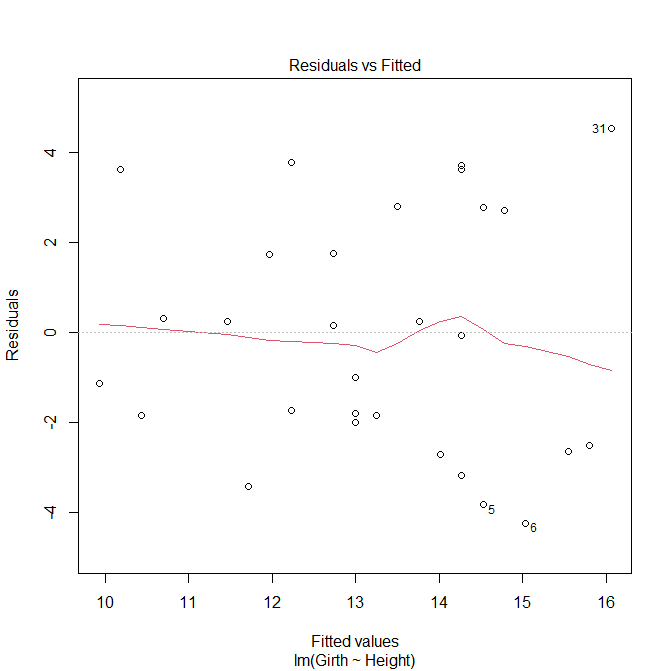 Residuals vs Fitted
Residuals
4
2
0
-2
-4
31
5
6
10 11 12 13 14 15 16
Fitted values
lm(Girth ~ Height)